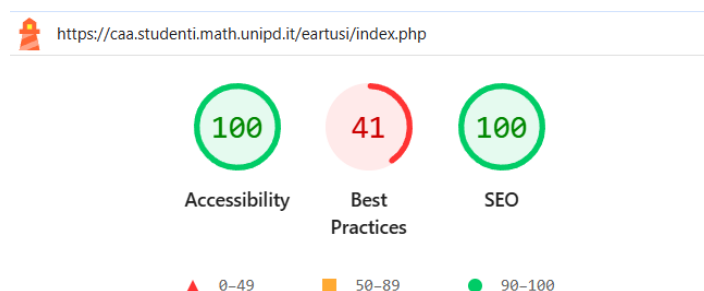 https://caa.studenti.math.unipd.it/eartusi/index.php
100 41 100
Accessibility Best Practices SEO
0–49 50–89 90–100